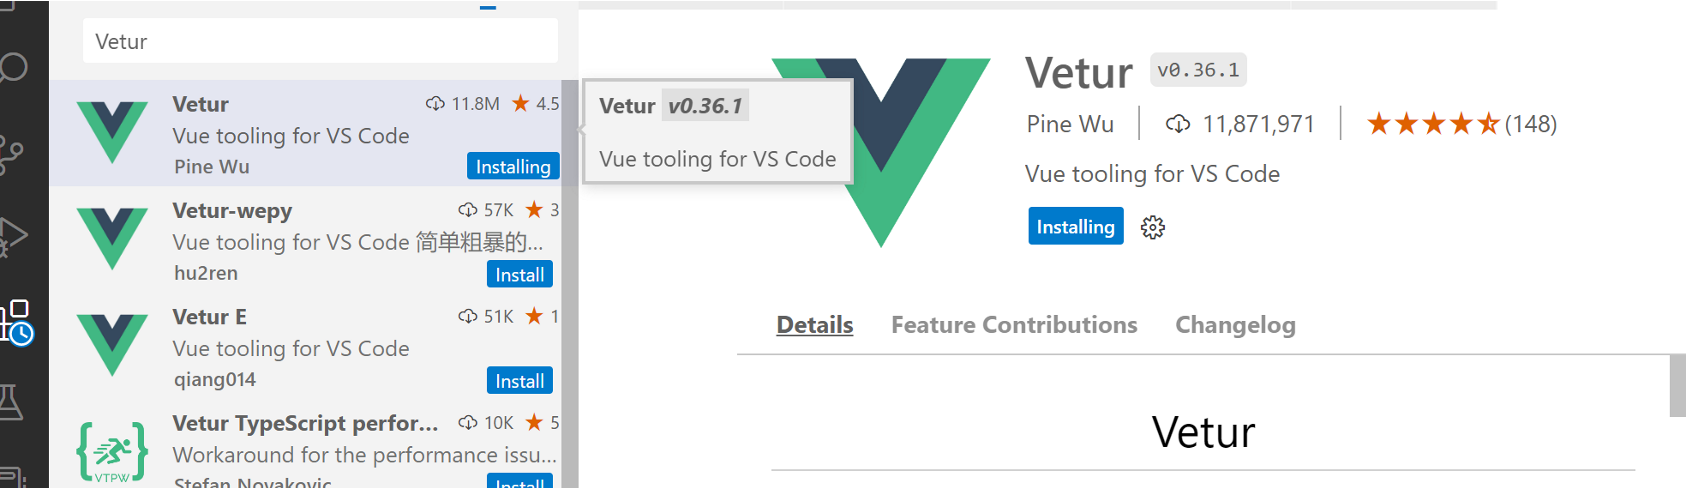 Vetur
Vetur 11.8M 4.5
Vue tooling for VS Code
Pine Wu Installing
Vetur-wepy 57K 3
Vue tooling for VS Code 简单粗暴的...
hu2ren Install
Vetur E 51K 1
Vue tooling for VS Code
qiang014 Install
Vetur TypeScript perfor... 10K 5
Workaround for the performance issu...
VTPW
Stefan Novakovic Install
Vetur v0.36.1
Vue tooling for VS Code
Vetur v0.36.1
Pine Wu 11,871,971 (148)
Vue tooling for VS Code
Installing
Details Feature Contributions Changelog
Vetur